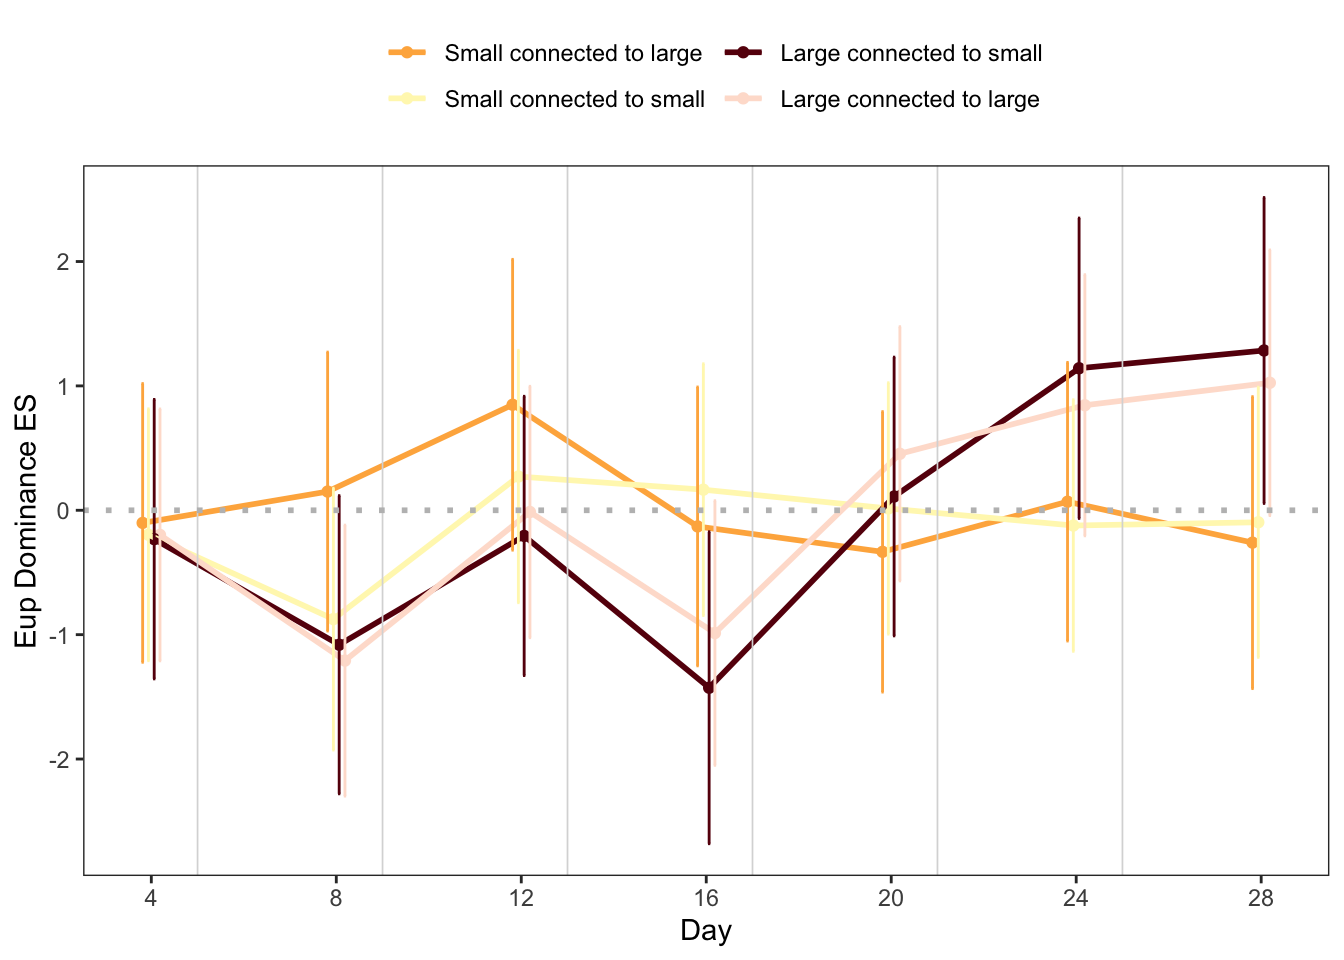 Small connected to large
Large connected to small
Small connected to small
Large connected to large
Eup Dominance ES
2
1
0
-1
-2
4
8
12
16
20
24
28
Day